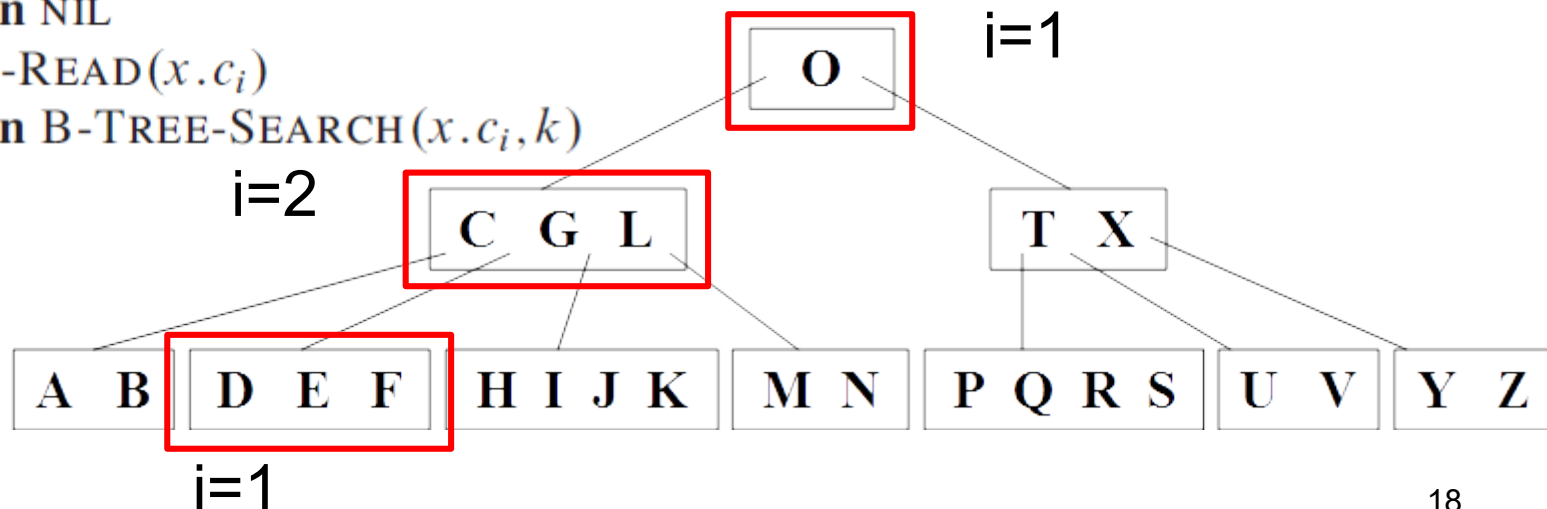 n NIL
-READ(x.cᵢ)
n B-TREE-SEARCH(x.cᵢ, k)
i=1
O
i=2
C G L
T X
A B
D E F
H I J K
M N
P Q R S
U V
Y Z
i=1
18